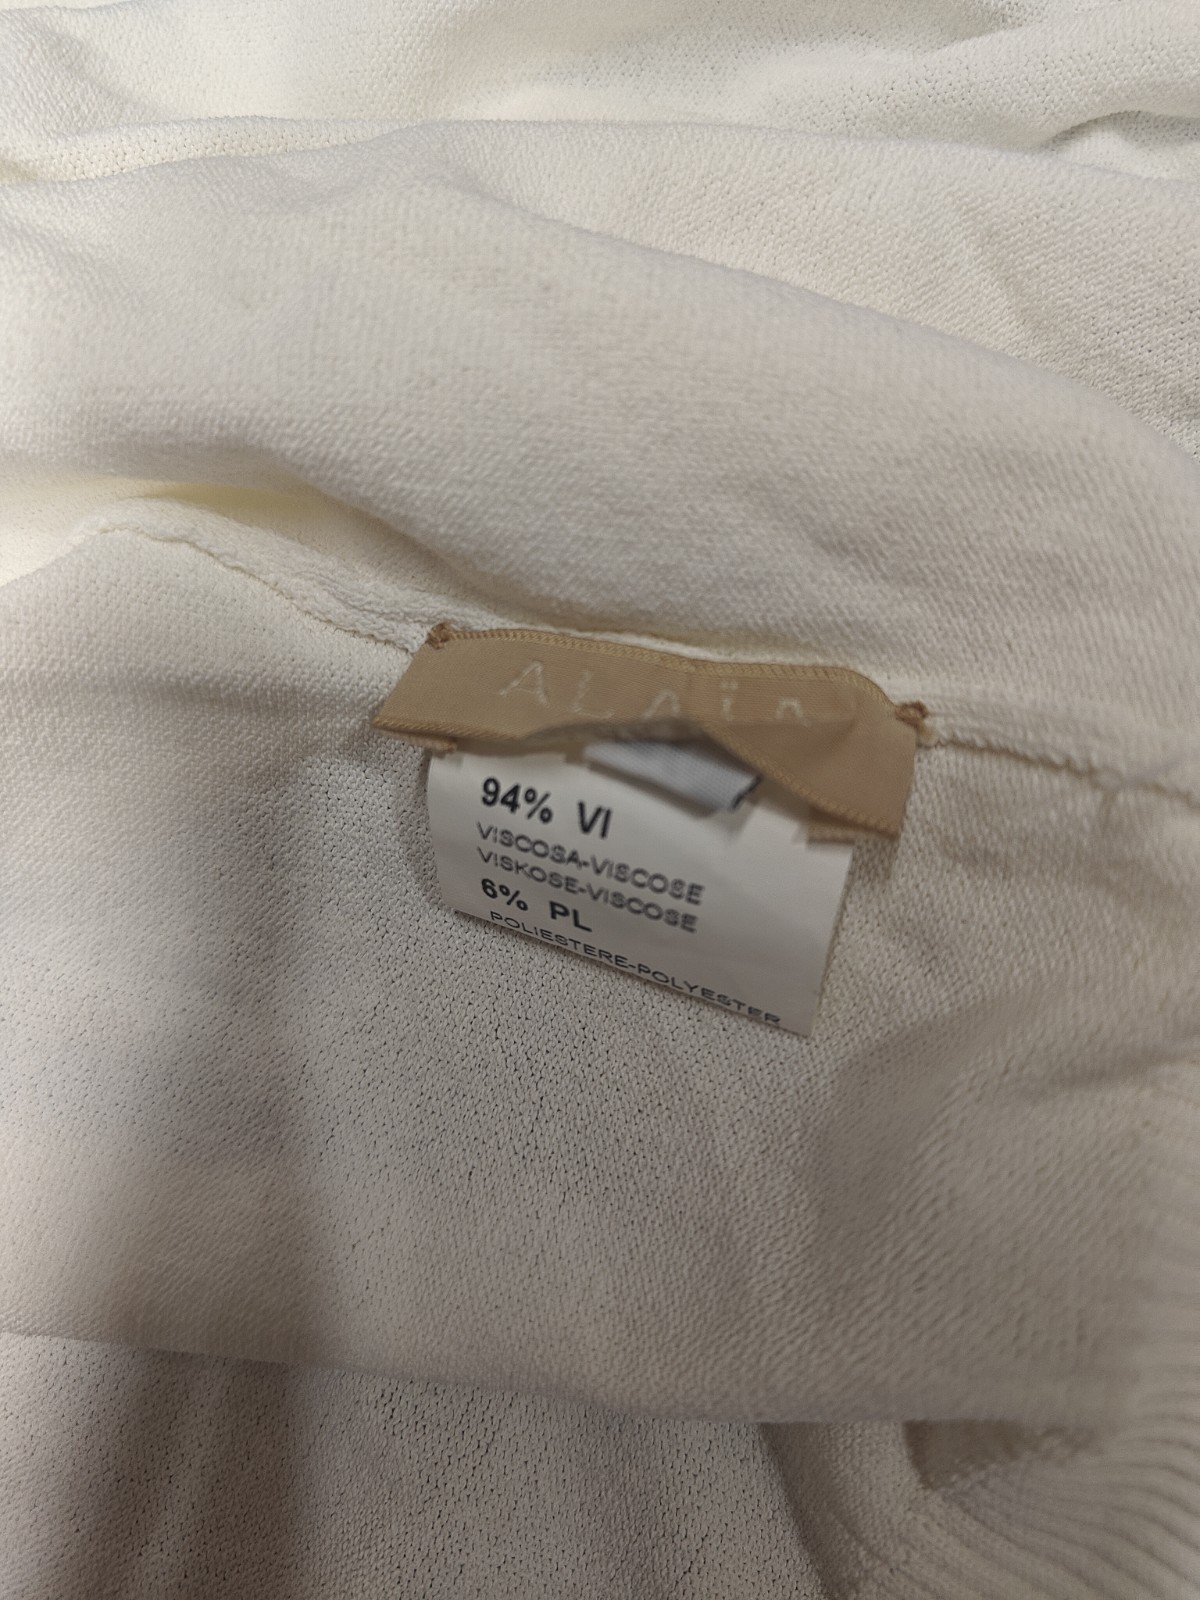 ALAÏA
94% VI
VISCOSA-VISCOSE
VISKOSE-VISCOSE
6% PL
POLIESTERE-POLYESTER